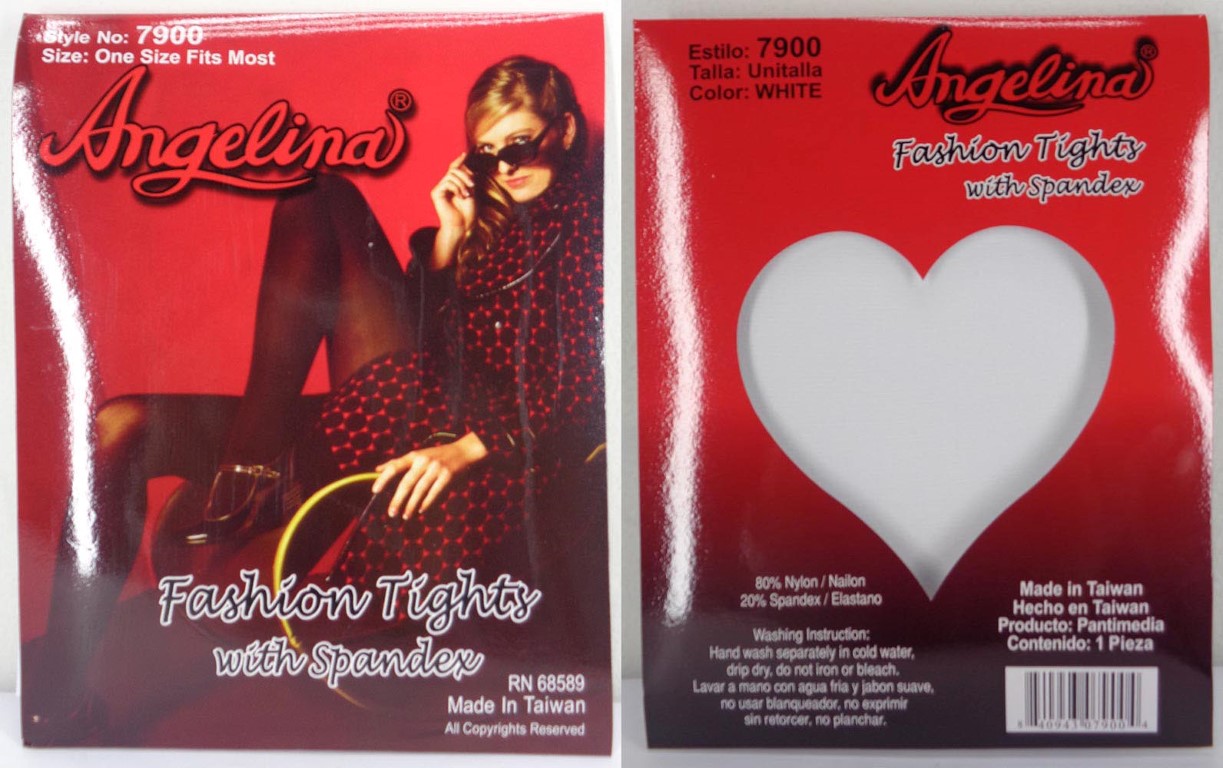 Style No: 7900
Size: One Size Fits Most
Angelina®
Fashion Tights
with Spandex
RN 68589
Made In Taiwan
All Copyrights Reserved
Estilo: 7900
Talla: Unitalla
Color: WHITE
Angelina®
Fashion Tights
with Spandex
80% Nylon / Nailon
20% Spandex / Elastano
Washing Instruction:
Hand wash separately in cold water,
drip dry, do not iron or bleach.
Lavar a mano con agua fria y jabon suave,
no usar blanqueador, no exprimir
sin retorcer, no planchar.
Made in Taiwan
Hecho en Taiwan
Producto: Pantimedia
Contenido: 1 Pieza